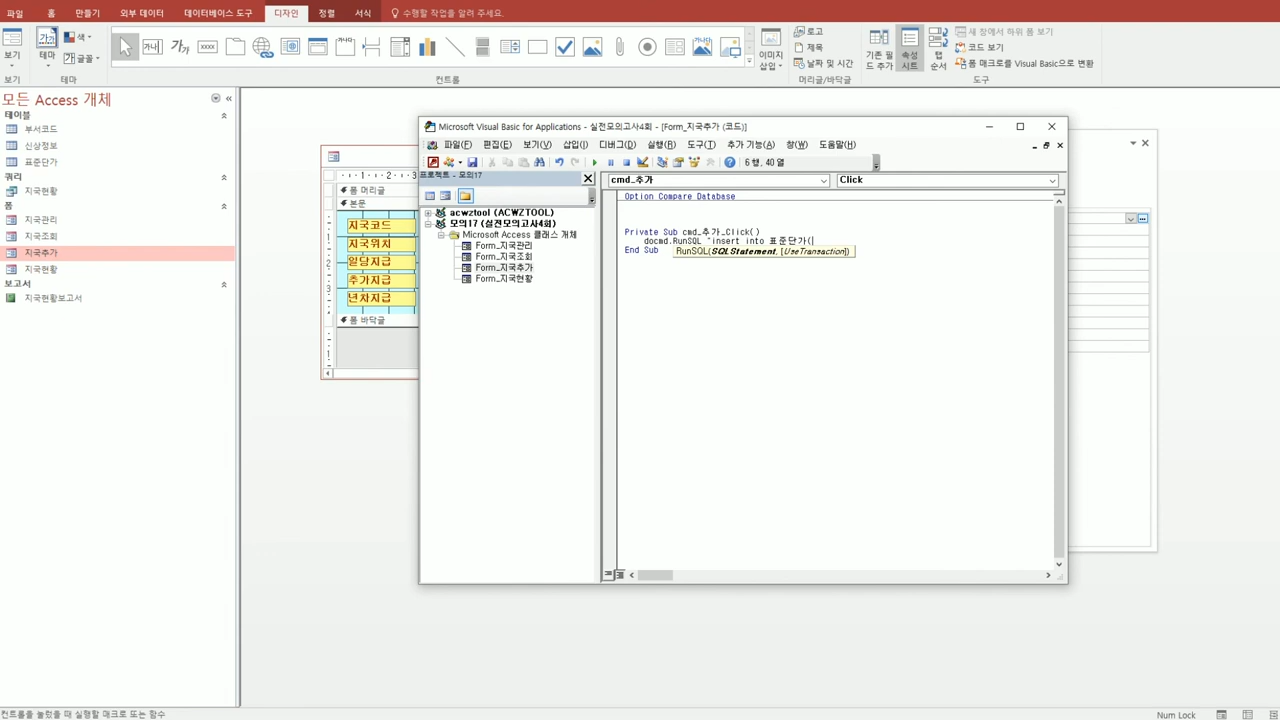 파일 홈 만들기 외부 데이터 데이터베이스 도구 디자인 정렬 서식 수행할 작업을 알려 주세요.
보기 테마 색 글꼴 이미지 삽입 로고 제목 날짜 및 시간 기존 필드 추가 속성 시트 탭 순서 새 창에서 하위 폼 보기 코드 보기 폼 매크로를 Visual Basic으로 변환
보기 테마 컨트롤 머리글/바닥글 도구
모든 Access 개체
테이블
부서코드
신상정보
표준단가
쿼리
지국현황
폼
지국관리
지국조회
지국추가
지국현황
보고서
지국현황보고서
폼 머리글
본문
지국코드
지국위치
일당지급
추가지급
년차지급
폼 바닥글
Microsoft Visual Basic for Applications - 실전모의고사4회 - [Form_지국추가 (코드)]
파일(F) 편집(E) 보기(V) 삽입(I) 디버그(D) 실행(R) 도구(T) 추가 기능(A) 창(W) 도움말(H)
6 행, 40 열
프로젝트 - 모의17
acwztool (ACWZTOOL)
모의17 (실전모의고사4회)
Microsoft Access 클래스 개체
Form_지국관리
Form_지국조회
Form_지국추가
Form_지국현황
cmd_추가 Click
Option Compare Database
Private Sub cmd_추가_Click()
docmd.RunSQL "insert into 표준단가(
End Sub
RunSQL(SQLStatement, [UseTransaction])
컨트롤을 눌렀을 때 실행할 매크로 또는 함수
Num Lock